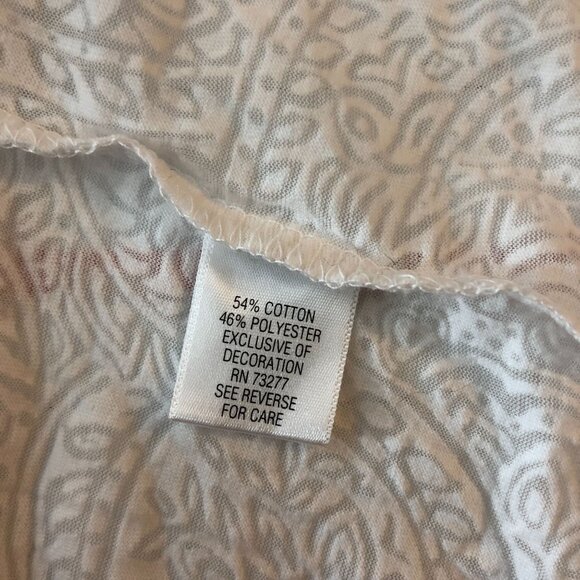 54% COTTON
46% POLYESTER
EXCLUSIVE OF
DECORATION
RN 73277
SEE REVERSE
FOR CARE